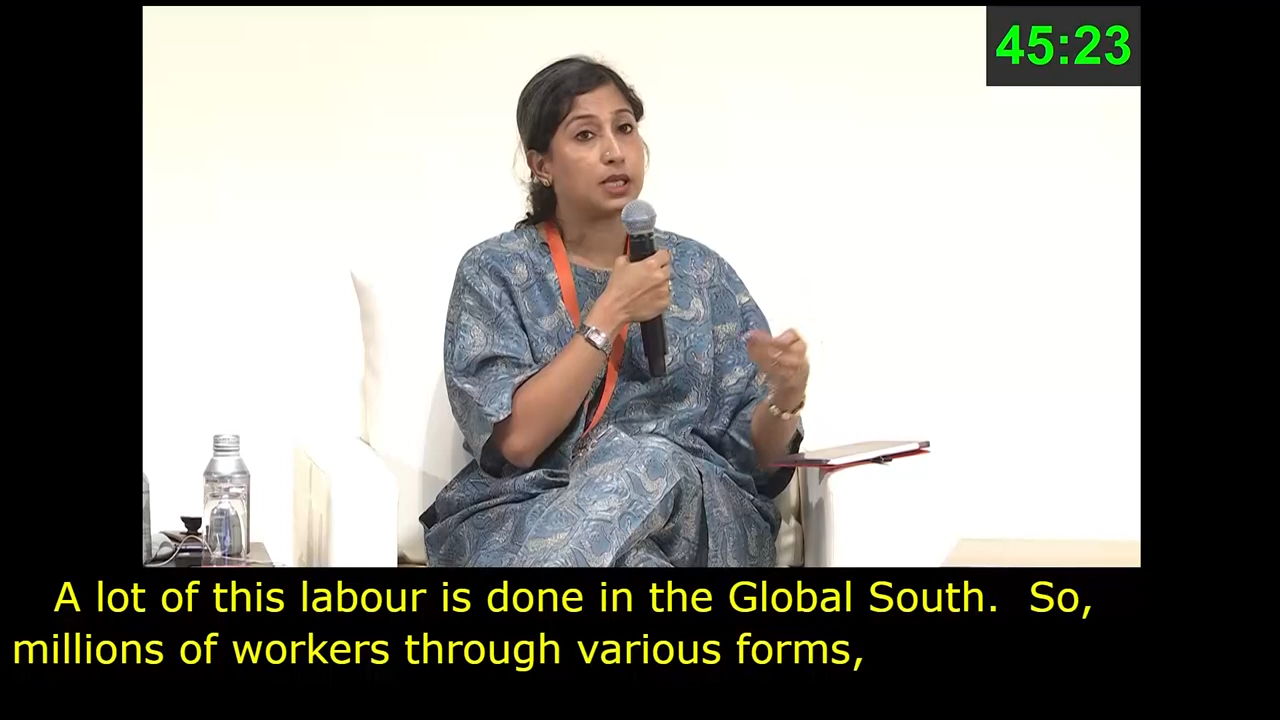 45:23
A lot of this labour is done in the Global South.  So,
millions of workers through various forms,